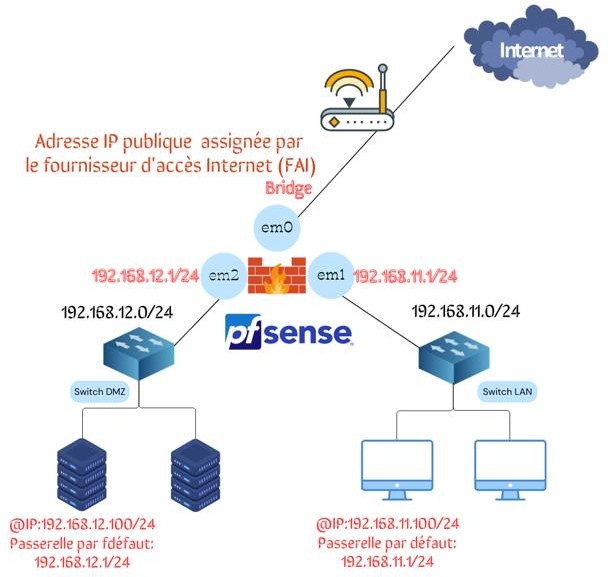 Internet
Adresse IP publique assignée par
le fournisseur d'accès Internet (FAI)
Bridge
em0
192.168.12.1/24
em2
em1
192.168.11.1/24
192.168.12.0/24
192.168.11.0/24
pfsense
Switch DMZ
Switch LAN
@IP:192.168.12.100/24
Passerelle par fdéfaut:
192.168.12.1/24
@IP:192.168.11.100/24
Passerelle par défaut:
192.168.11.1/24